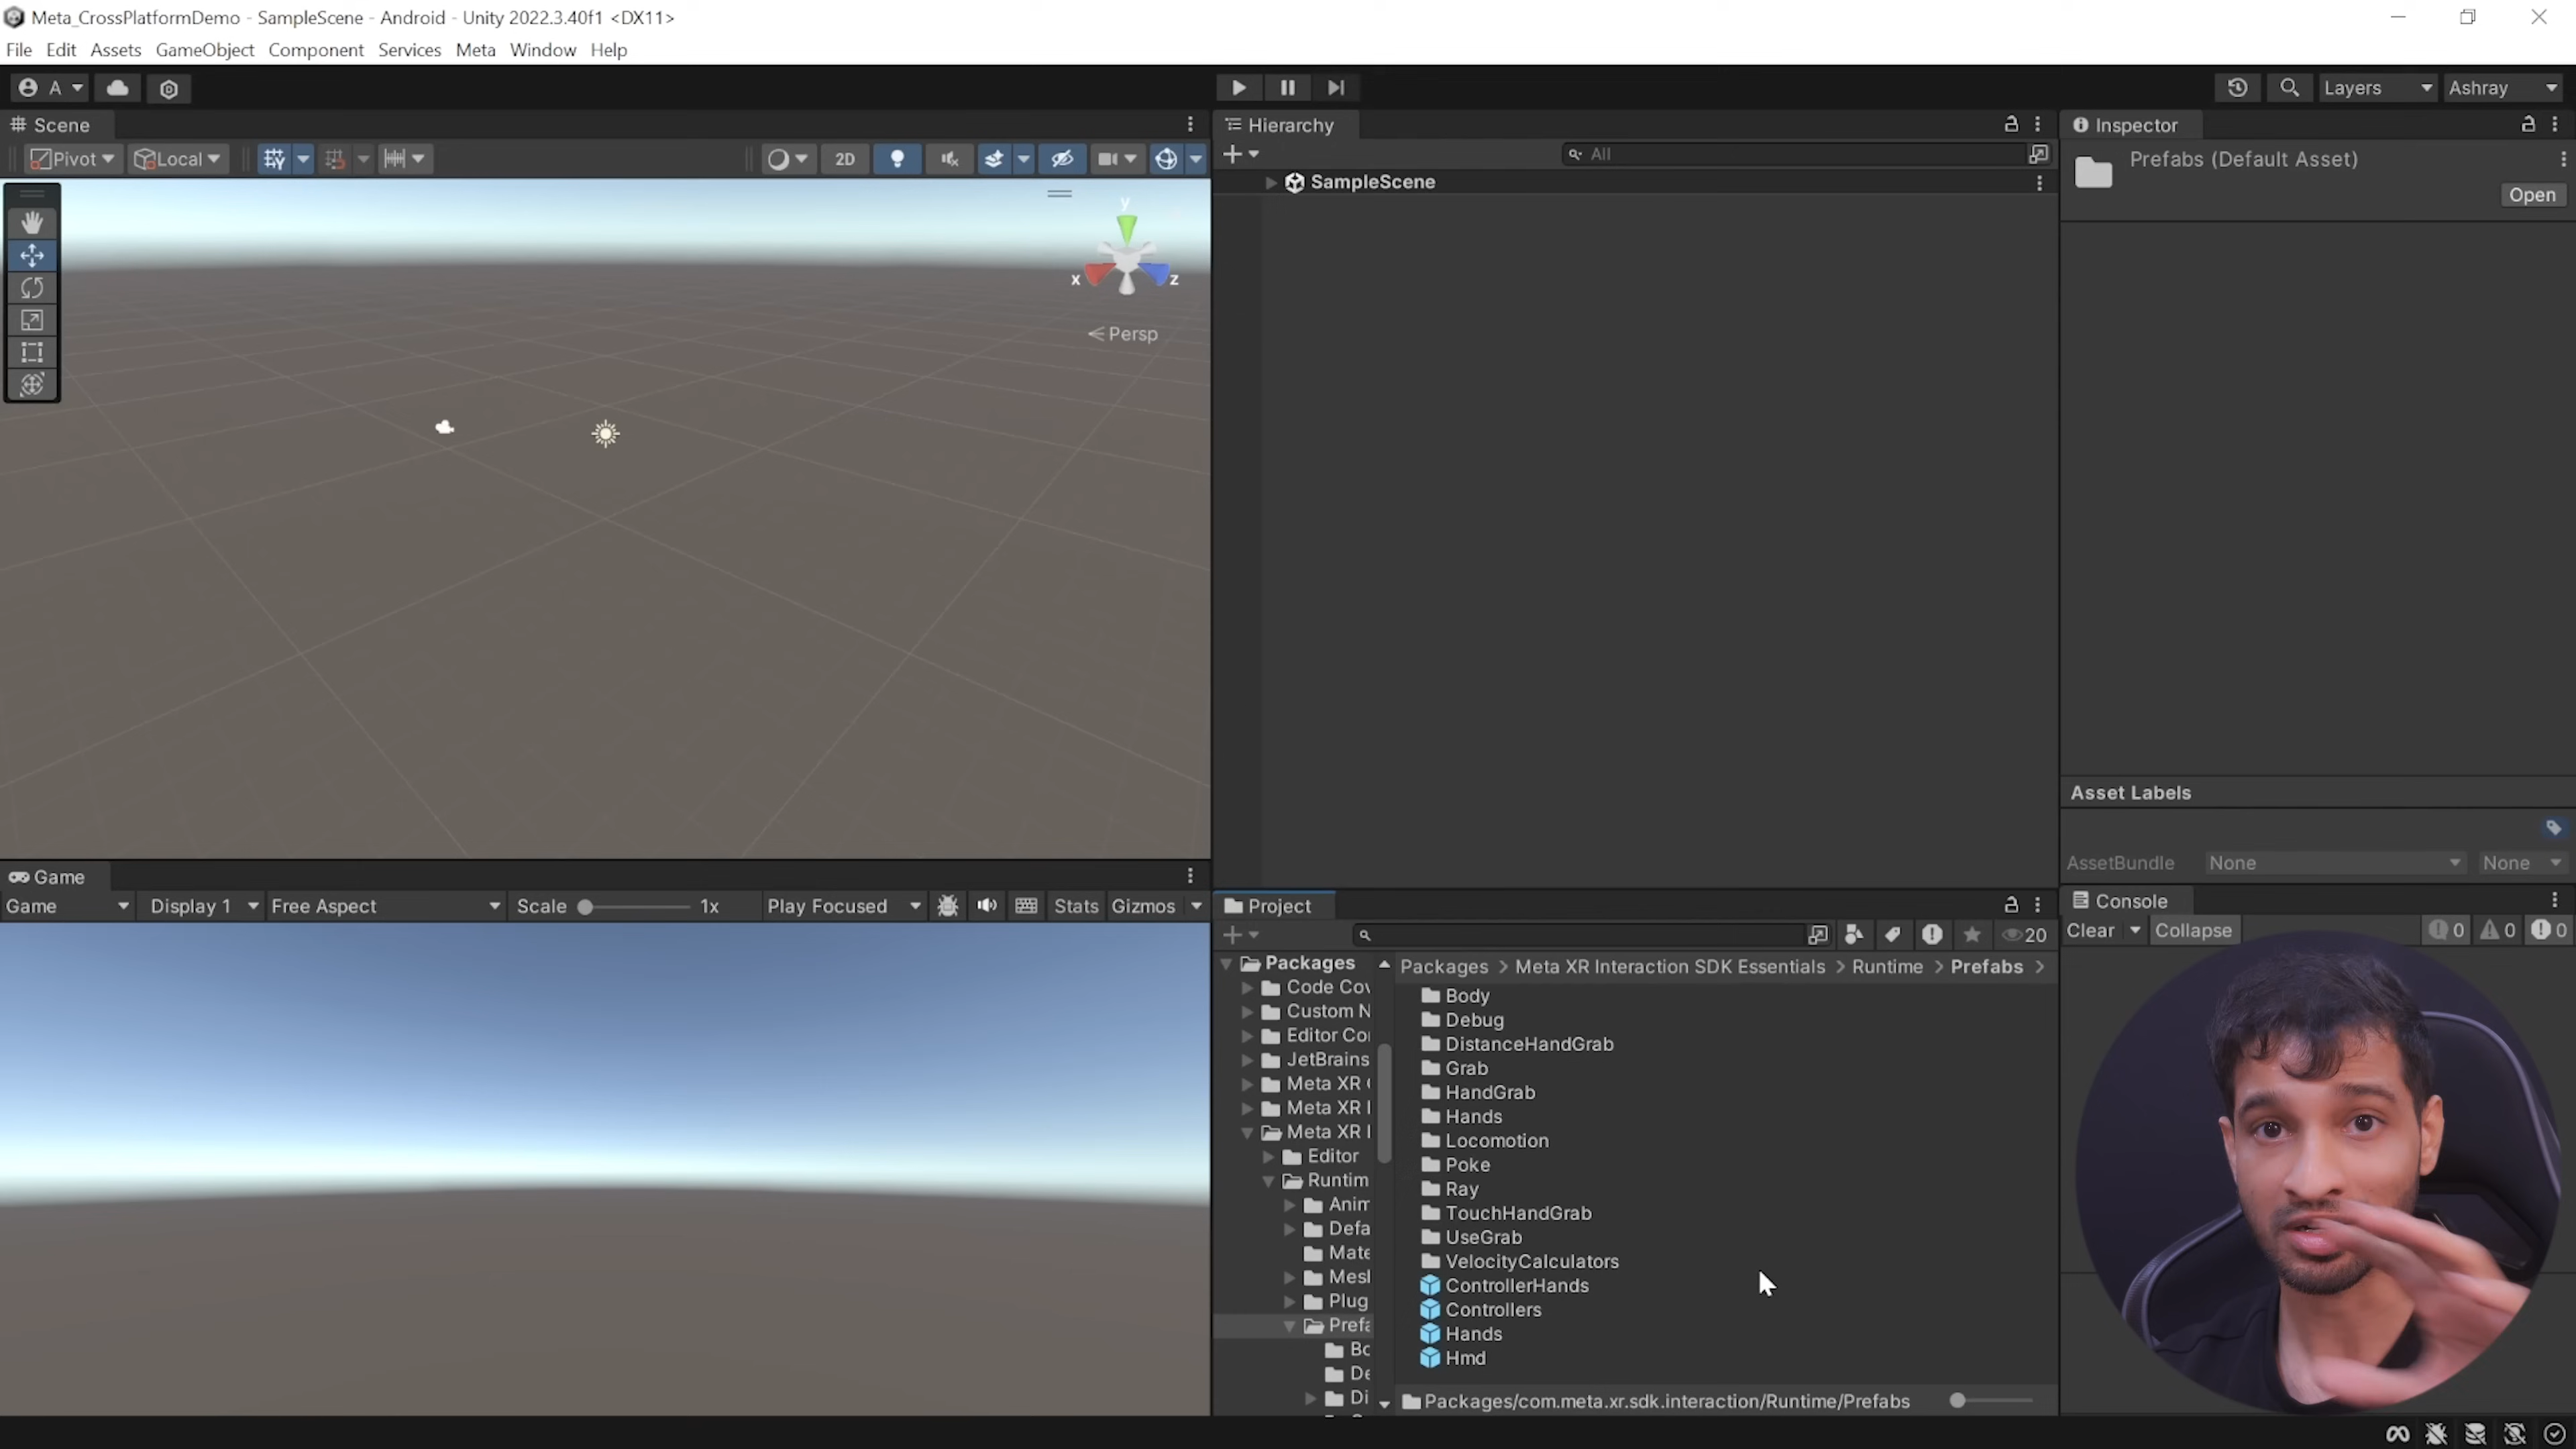 Meta_CrossPlatformDemo - SampleScene - Android - Unity 2022.3.40f1 <DX11>
File Edit Assets GameObject Component Services Meta Window Help
A
Layers
Ashray
Scene
Pivot
Local
2D
y
x
z
Persp
Hierarchy
All
SampleScene
Inspector
Prefabs (Default Asset)
Open
Asset Labels
AssetBundle
None
None
Game
Game
Display 1
Free Aspect
Scale
1x
Play Focused
Stats
Gizmos
Project
20
Packages
Code Cov
Custom N
Editor Co
JetBrains
Meta XR
Meta XR I
Meta XR I
Editor
Runtim
Anim
Defa
Mate
Mesl
Plug
Prefa
Bc
De
Di
Packages > Meta XR Interaction SDK Essentials > Runtime > Prefabs >
Body
Debug
DistanceHandGrab
Grab
HandGrab
Hands
Locomotion
Poke
Ray
TouchHandGrab
UseGrab
VelocityCalculators
ControllerHands
Controllers
Hands
Hmd
Packages/com.meta.xr.sdk.interaction/Runtime/Prefabs
Console
Clear
Collapse
0
0
0